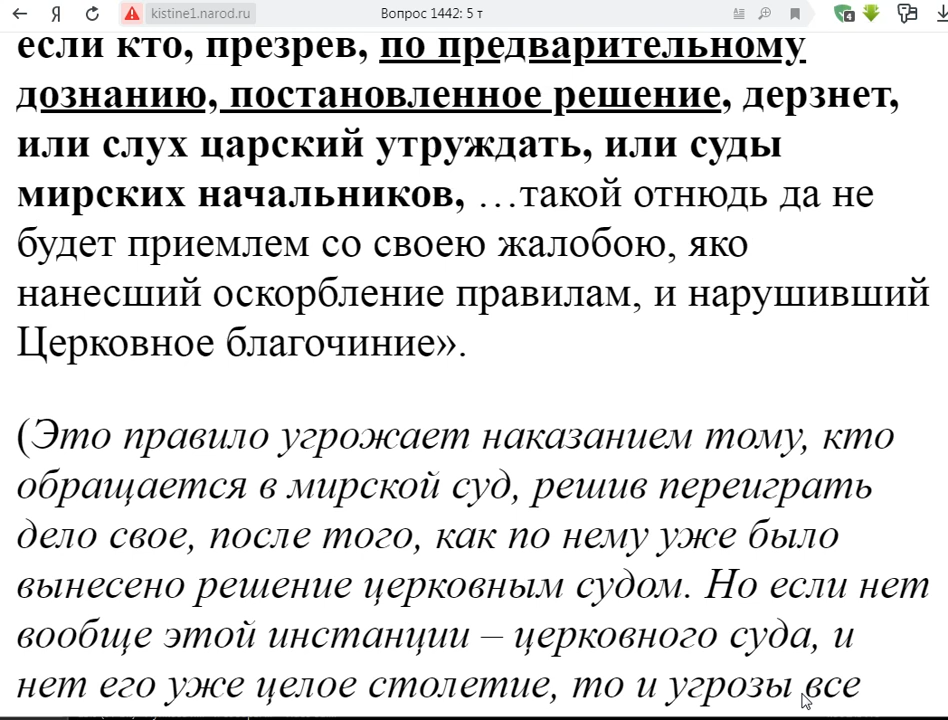 kistine1.narod.ru Вопрос 1442: 5 т
если кто, презрев, по предварительному
дознанию, постановленное решение, дерзнет,
или слух царский утруждать, или суды
мирских начальников, …такой отнюдь да не
будет приемлем со своею жалобою, яко
нанесший оскорбление правилам, и нарушивший
Церковное благочиние».
(Это правило угрожает наказанием тому, кто
обращается в мирской суд, решив переиграть
дело свое, после того, как по нему уже было
вынесено решение церковным судом. Но если нет
вообще этой инстанции – церковного суда, и
нет его уже целое столетие, то и угрозы все